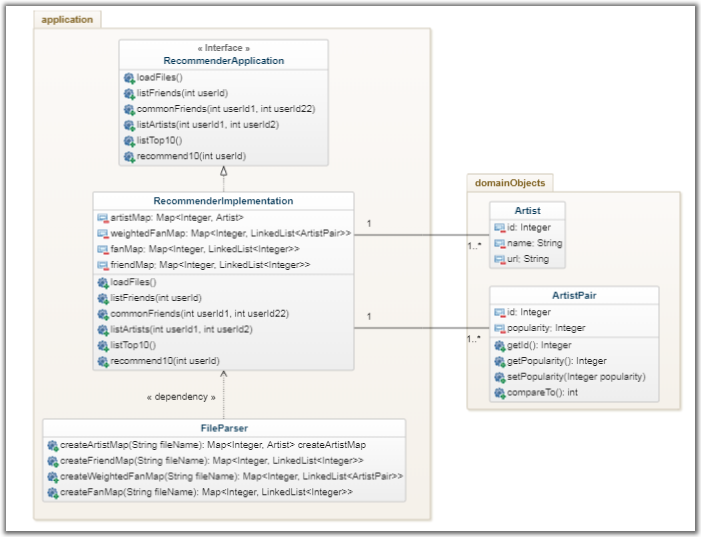 application
« Interface »
RecommenderApplication
loadFiles()
listFriends(int userId)
commonFriends(int userId1, int userId22)
listArtists(int userId1, int userId2)
listTop10()
recommend10(int userId)
RecommenderImplementation
artistMap: Map<Integer, Artist>
weightedFanMap: Map<Integer, LinkedList<ArtistPair>>
fanMap: Map<Integer, LinkedList<Integer>>
friendMap: Map<Integer, LinkedList<Integer>>
loadFiles()
listFriends(int userId)
commonFriends(int userId1, int userId22)
listArtists(int userId1, int userId2)
listTop10()
recommend10(int userId)
« dependency »
FileParser
createArtistMap(String fileName): Map<Integer, Artist> createArtistMap
createFriendMap(String fileName): Map<Integer, LinkedList<Integer>>
createWeightedFanMap(String fileName): Map<Integer, LinkedList<ArtistPair>>
createFanMap(String fileName): Map<Integer, LinkedList<Integer>>
1
1..*
1
1..*
domainObjects
Artist
id: Integer
name: String
url: String
ArtistPair
id: Integer
popularity: Integer
getId(): Integer
getPopularity(): Integer
setPopularity(Integer popularity)
compareTo(): int